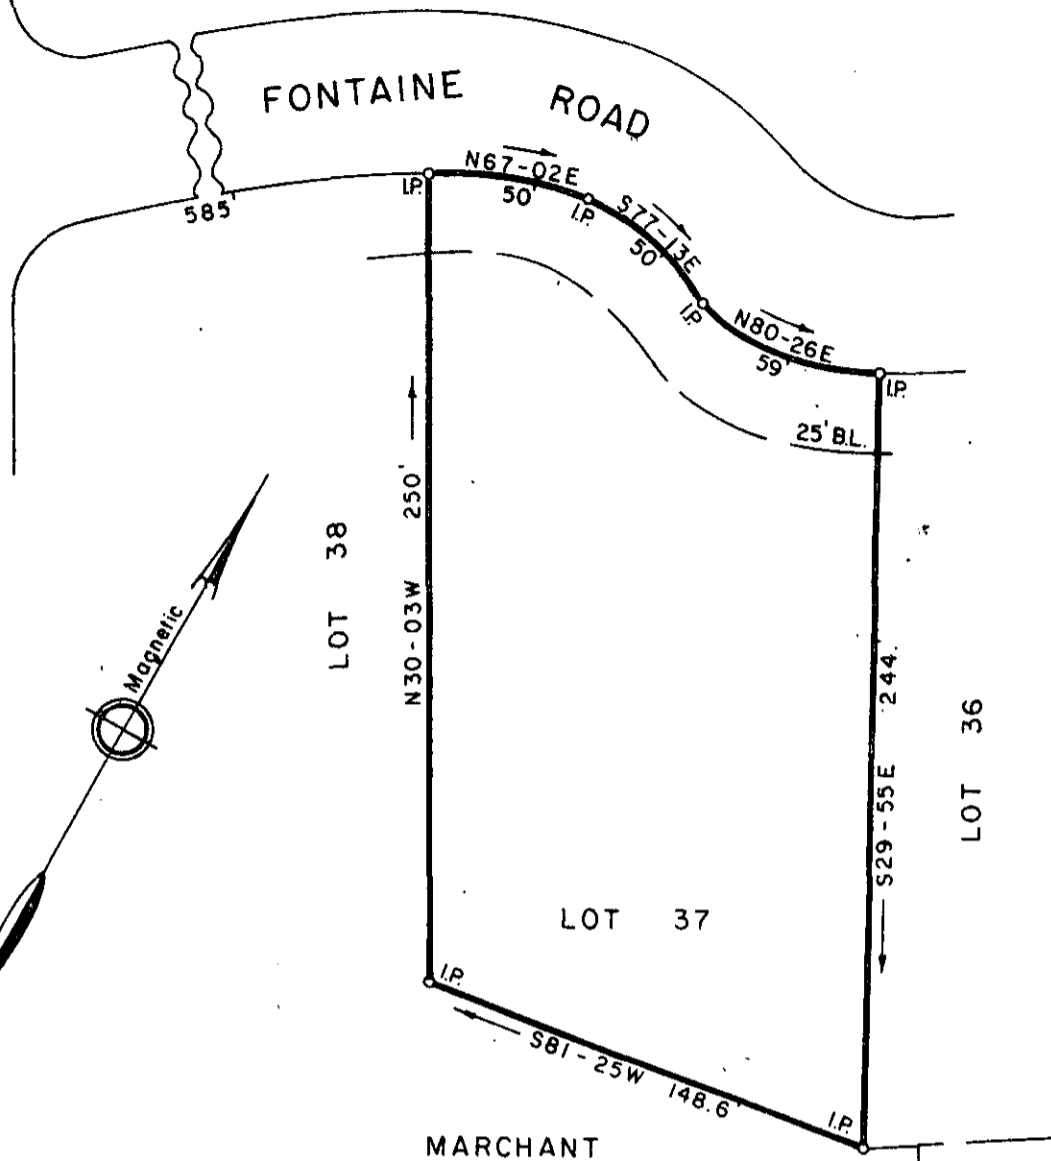 FONTAINE ROAD
N67-02E
50'
I.P.
I.P.
S77-13E
50'
585'
I.P.
N80-26E
59'
I.P.
25' B.L.
N30-03W 250'
LOT 38
Magnetic
S29-55E 244.
LOT 36
LOT 37
I.P.
S81-25W 148.6'
I.P.
MARCHANT